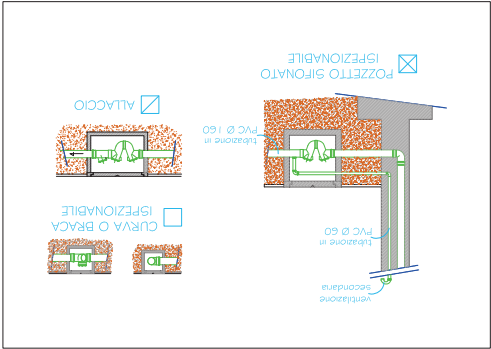 ventilazione
secondaria
tubazione in
PVC Ø 60
CURVA O BRACA
ISPEZIONABILE
tubazione in
PVC Ø 160
ALLACCIO
POZZETTO SIFONATO
ISPEZIONABILE